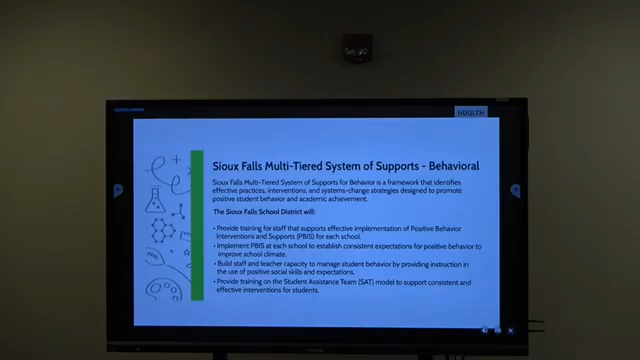 Sioux Falls Multi-Tiered System of Supports - Behavioral
Sioux Falls Multi-Tiered System of Supports for Behavior is a framework that identifies
effective practices, interventions, and systems-change strategies designed to promote
positive student behavior and academic achievement.
The Sioux Falls School District will:
• Provide training for staff that supports effective implementation of Positive Behavior
Interventions and Supports (PBIS) for each school.
• Implement PBIS at each school to establish consistent expectations for positive behavior to
improve school climate.
• Build staff and teacher capacity to manage student behavior by providing instruction in
the use of positive social skills and expectations.
• Provide training on the Student Assistance Team (SAT) model to support consistent and
effective interventions for students.